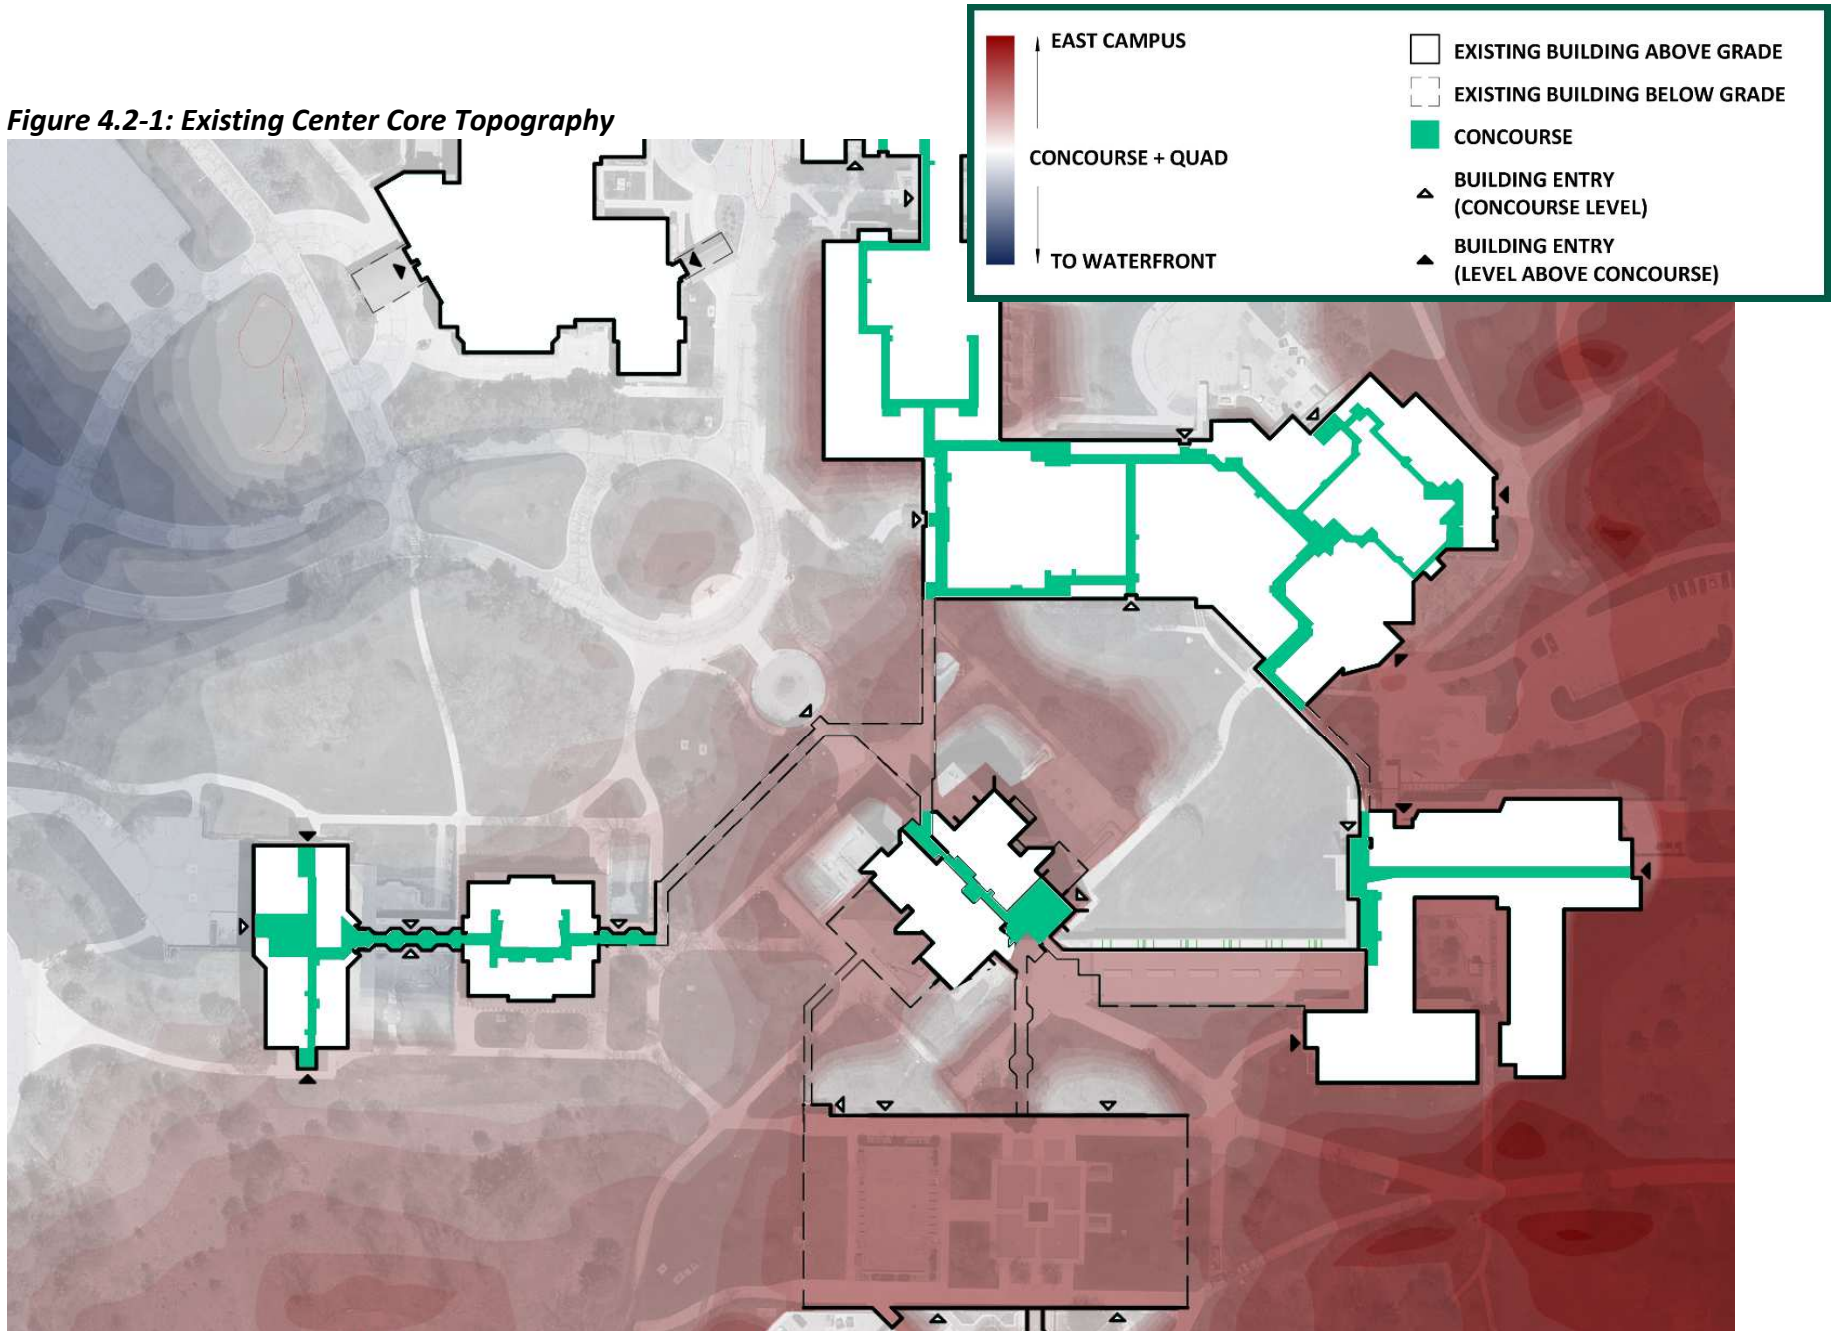 Figure 4.2-1: Existing Center Core Topography
EAST CAMPUS
CONCOURSE + QUAD
TO WATERFRONT
EXISTING BUILDING ABOVE GRADE
EXISTING BUILDING BELOW GRADE
CONCOURSE
BUILDING ENTRY
(CONCOURSE LEVEL)
BUILDING ENTRY
(LEVEL ABOVE CONCOURSE)